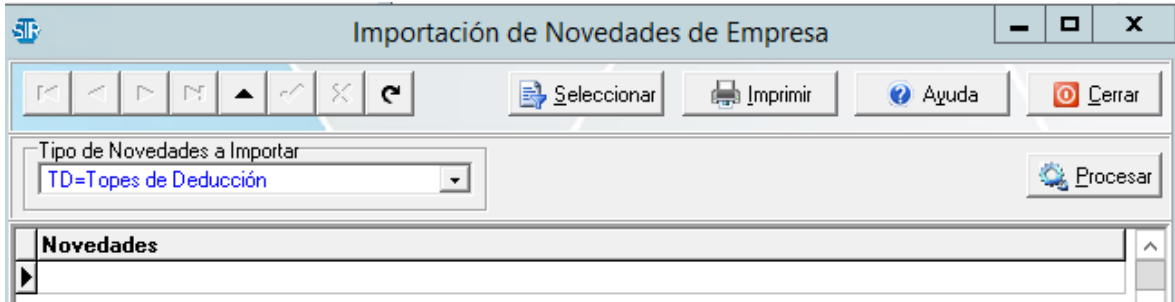 SIR
Importación de Novedades de Empresa
Seleccionar Imprimir Ayuda Cerrar
Tipo de Novedades a Importar
TD=Topes de Deducción
Procesar
Novedades